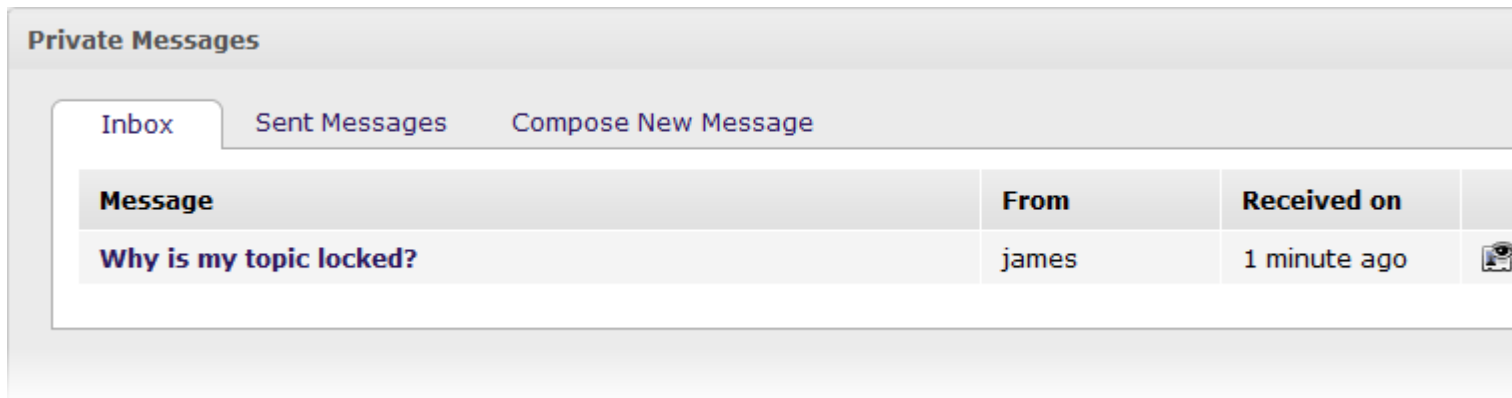 Private Messages
Inbox Sent Messages Compose New Message
Message From Received on
Why is my topic locked? james 1 minute ago